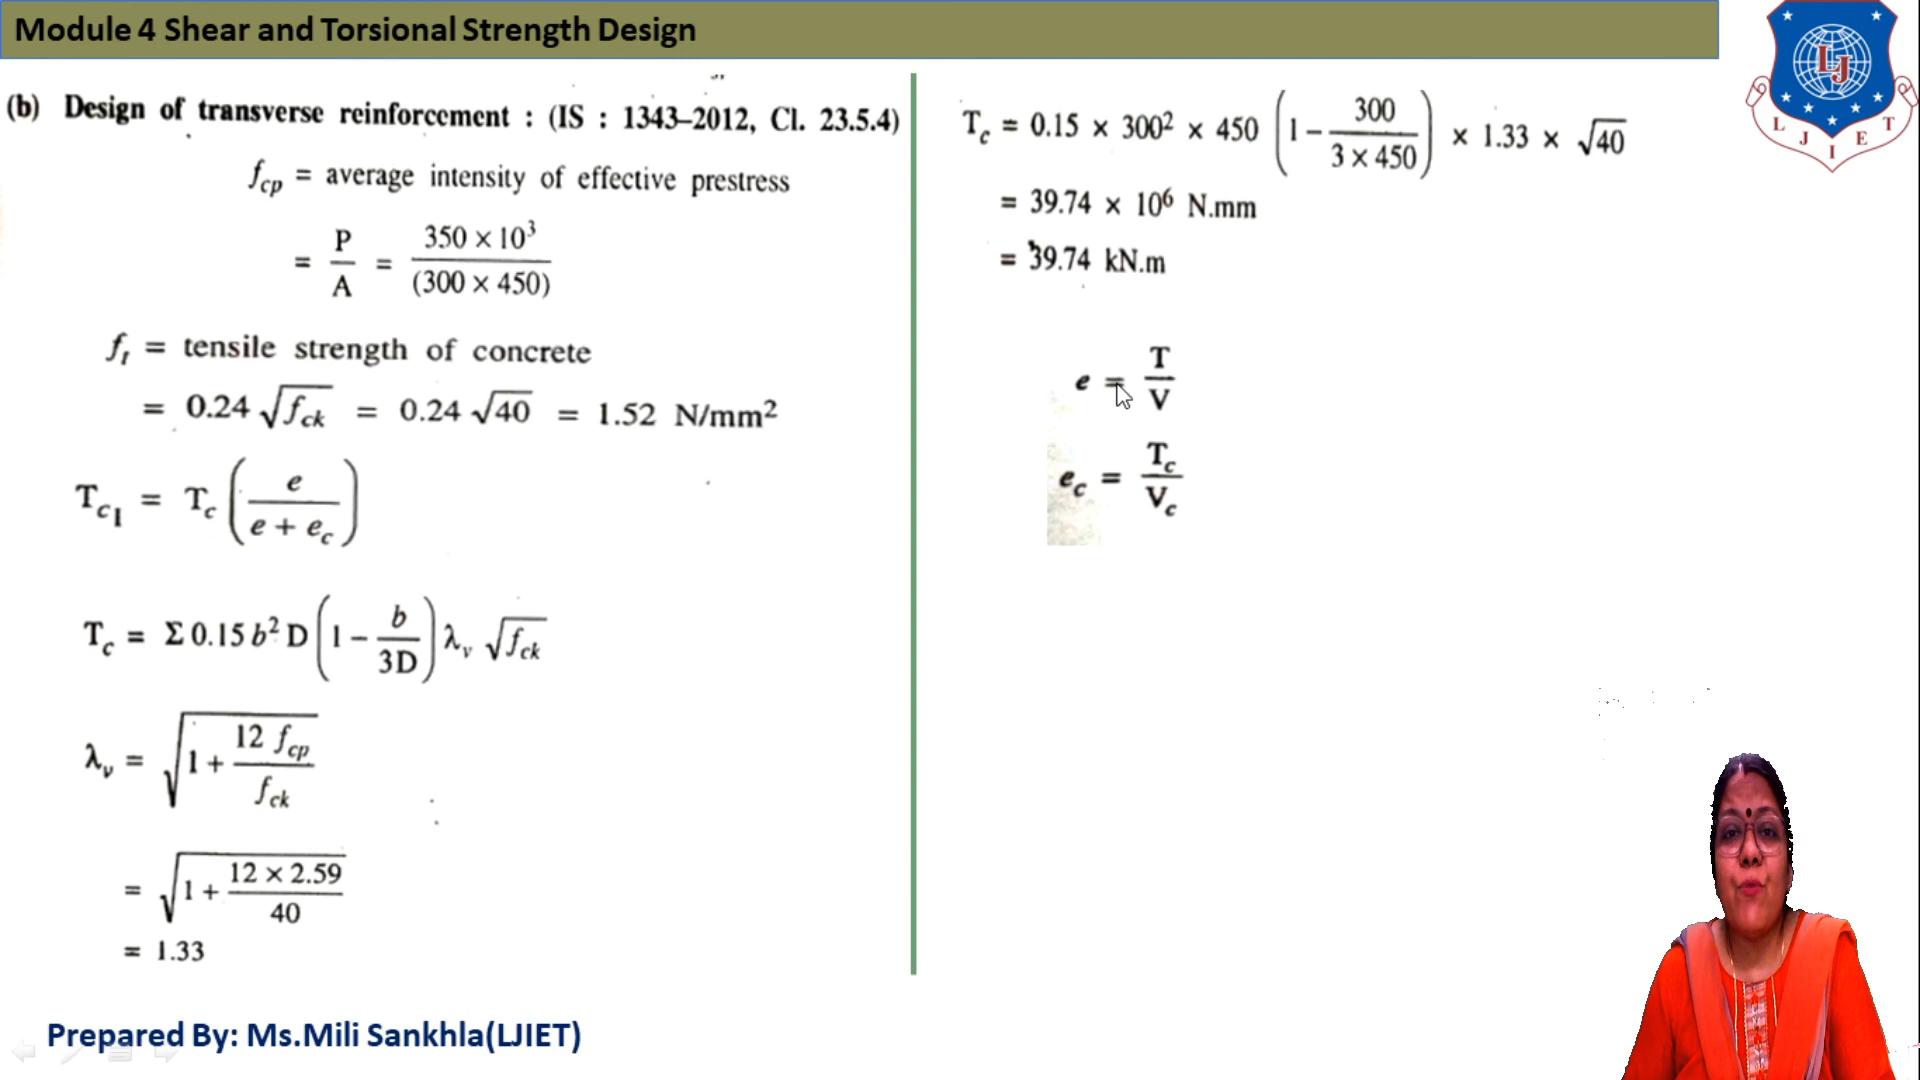 Module 4 Shear and Torsional Strength Design
(b) Design of transverse reinforcement : (IS : 1343–2012, Cl. 23.5.4)
f_cp = average intensity of effective prestress
= P/A = (350 × 10³)/(300 × 450)
f_t = tensile strength of concrete
= 0.24 √f_ck = 0.24 √40 = 1.52 N/mm²
T_c1 = T_c (e/(e + e_c))
T_c = Σ 0.15 b² D (1 − b/3D) λ_v √f_ck
λ_v = √(1 + 12 f_cp/f_ck)
= √(1 + (12 × 2.59)/40)
= 1.33
T_c = 0.15 × 300² × 450 (1 − 300/(3 × 450)) × 1.33 × √40
= 39.74 × 10⁶ N.mm
= 39.74 kN.m
e = T/V
e_c = T_c/V_c
Prepared By: Ms.Mili Sankhla(LJIET)
LJ
L J I E T